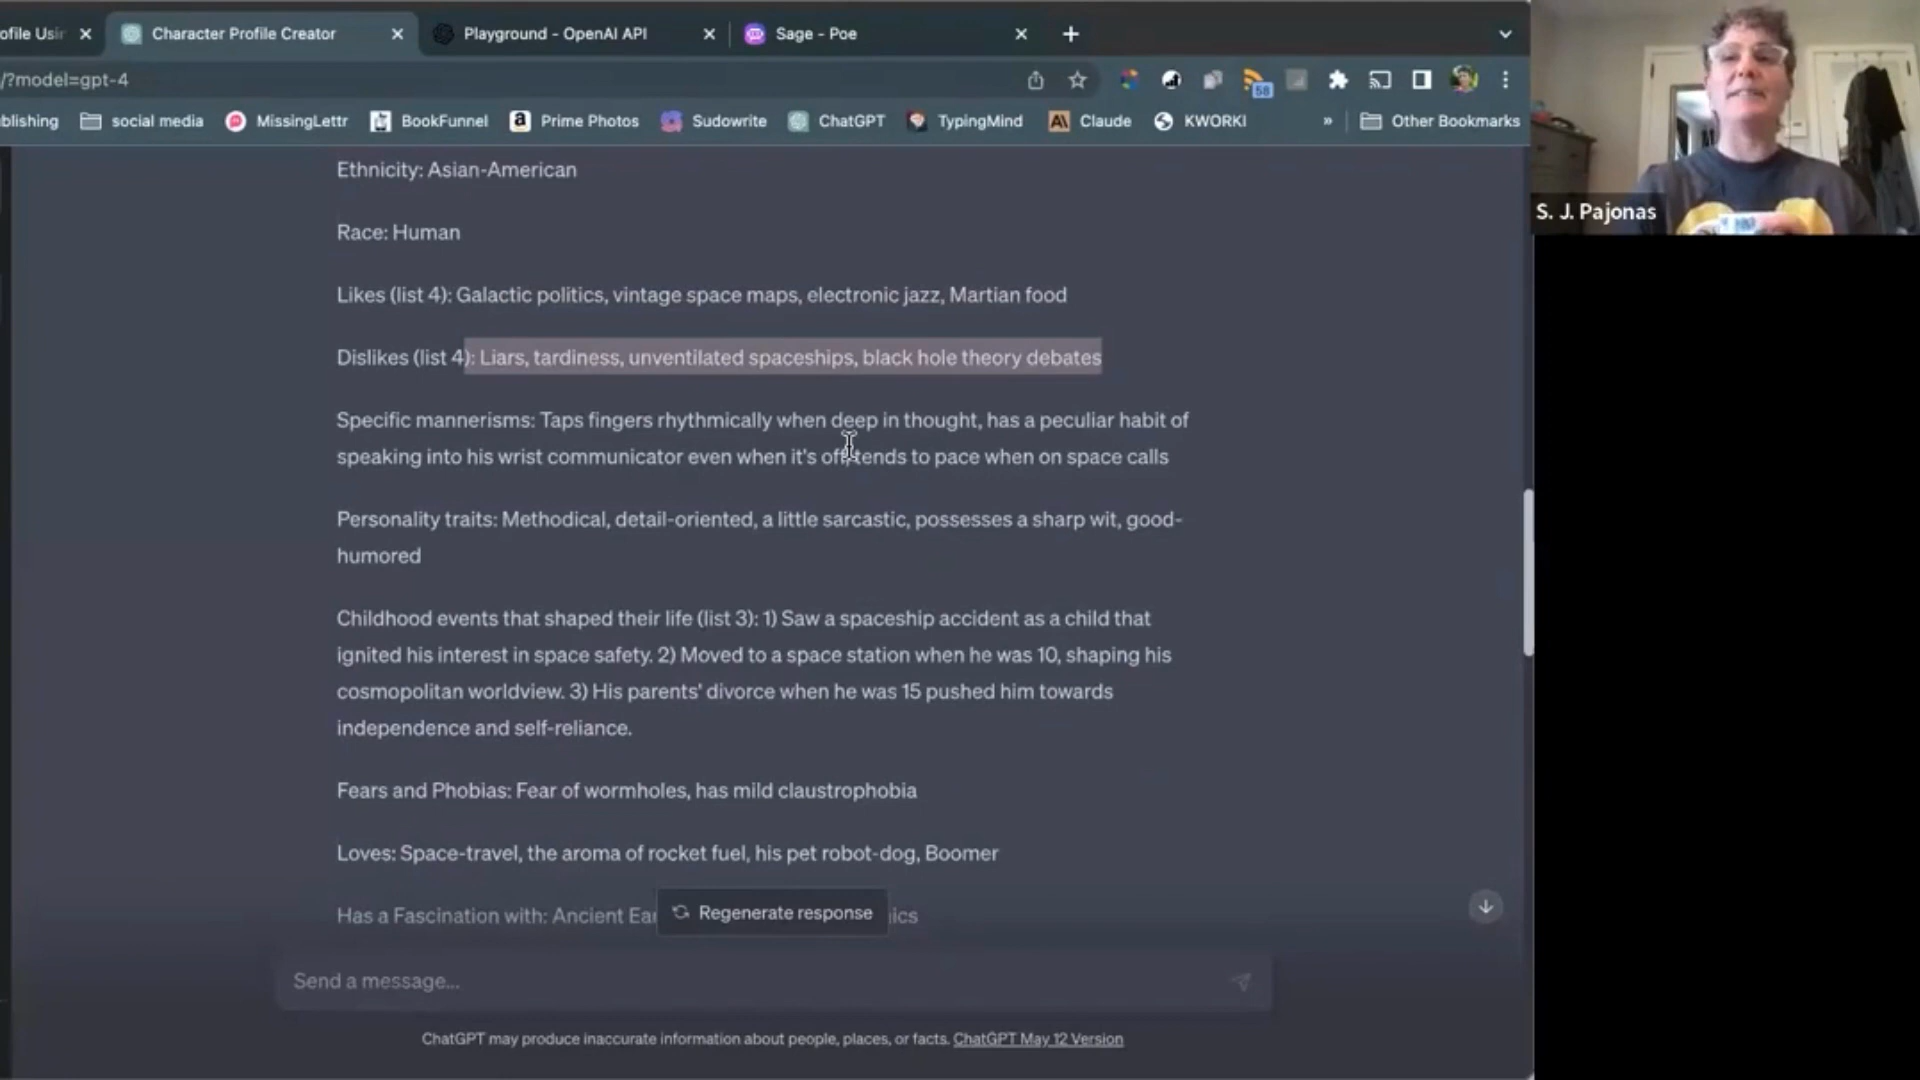 ofile Usin
Character Profile Creator
Playground - OpenAI API
Sage - Poe
/?model=gpt-4
58
blishing
social media
MissingLettr
BookFunnel
Prime Photos
Sudowrite
ChatGPT
TypingMind
Claude
KWORKI
»
Other Bookmarks
S. J. Pajonas
Ethnicity: Asian-American
Race: Human
Likes (list 4): Galactic politics, vintage space maps, electronic jazz, Martian food
Dislikes (list 4): Liars, tardiness, unventilated spaceships, black hole theory debates
Specific mannerisms: Taps fingers rhythmically when deep in thought, has a peculiar habit of
speaking into his wrist communicator even when it's off, tends to pace when on space calls
Personality traits: Methodical, detail-oriented, a little sarcastic, possesses a sharp wit, good-
humored
Childhood events that shaped their life (list 3): 1) Saw a spaceship accident as a child that
ignited his interest in space safety. 2) Moved to a space station when he was 10, shaping his
cosmopolitan worldview. 3) His parents' divorce when he was 15 pushed him towards
independence and self-reliance.
Fears and Phobias: Fear of wormholes, has mild claustrophobia
Loves: Space-travel, the aroma of rocket fuel, his pet robot-dog, Boomer
Has a Fascination with: Ancient Ear
ics
Regenerate response
Send a message...
ChatGPT may produce inaccurate information about people, places, or facts. ChatGPT May 12 Version